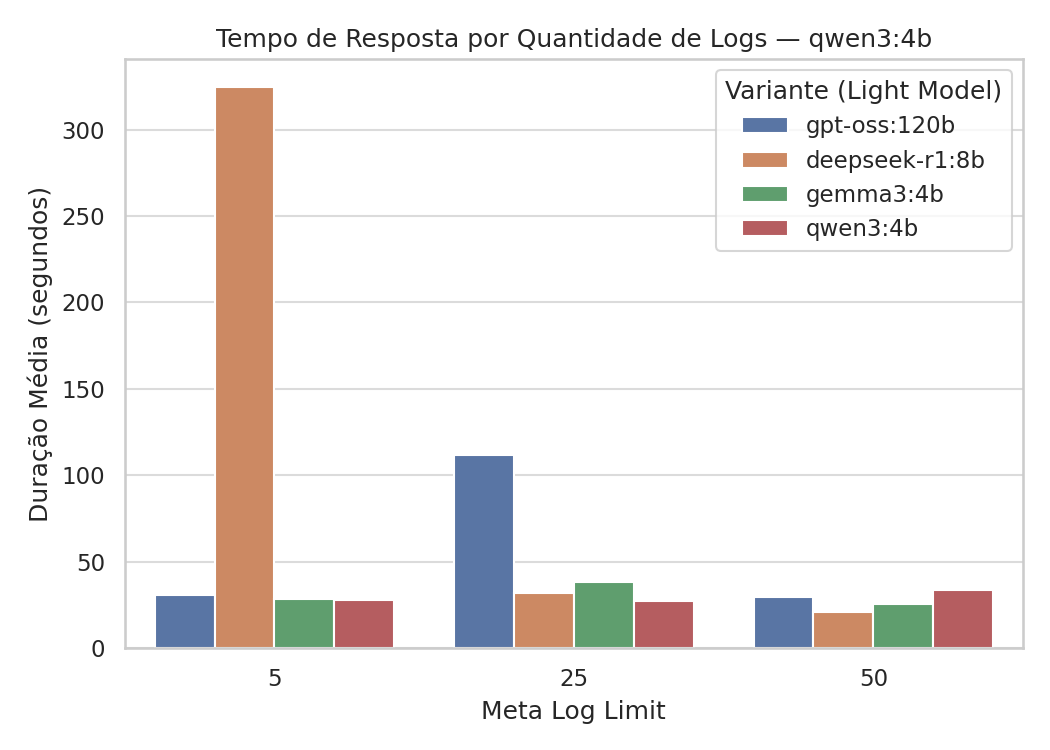 Tempo de Resposta por Quantidade de Logs — qwen3:4b
Variante (Light Model)
gpt-oss:120b
deepseek-r1:8b
gemma3:4b
qwen3:4b
Duração Média (segundos)
300
250
200
150
100
50
0
5
25
50
Meta Log Limit